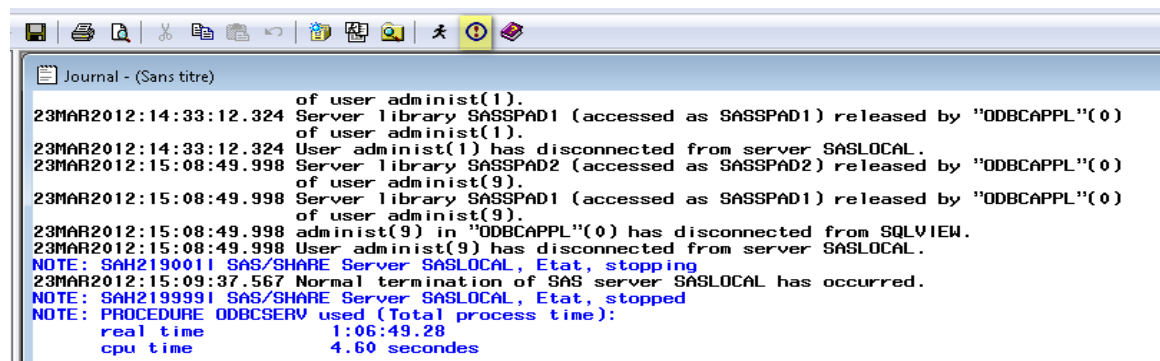 Journal - (Sans titre)
of user administ(1).
23MAR2012:14:33:12.324 Server library SASSPAD1 (accessed as SASSPAD1) released by "ODBCAPPL"(0)
of user administ(1).
23MAR2012:14:33:12.324 User administ(1) has disconnected from server SASLOCAL.
23MAR2012:15:08:49.998 Server library SASSPAD2 (accessed as SASSPAD2) released by "ODBCAPPL"(0)
of user administ(9).
23MAR2012:15:08:49.998 Server library SASSPAD1 (accessed as SASSPAD1) released by "ODBCAPPL"(0)
of user administ(9).
23MAR2012:15:08:49.998 administ(9) in "ODBCAPPL"(0) has disconnected from SQLVIEW.
23MAR2012:15:08:49.998 User administ(9) has disconnected from server SASLOCAL.
NOTE: SAH219001I SAS/SHARE Server SASLOCAL, Etat, stopping
23MAR2012:15:09:37.567 Normal termination of SAS server SASLOCAL has occurred.
NOTE: SAH219999I SAS/SHARE Server SASLOCAL, Etat, stopped
NOTE: PROCEDURE ODBCSERV used (Total process time):
real time 1:06:49.28
cpu time 4.60 secondes